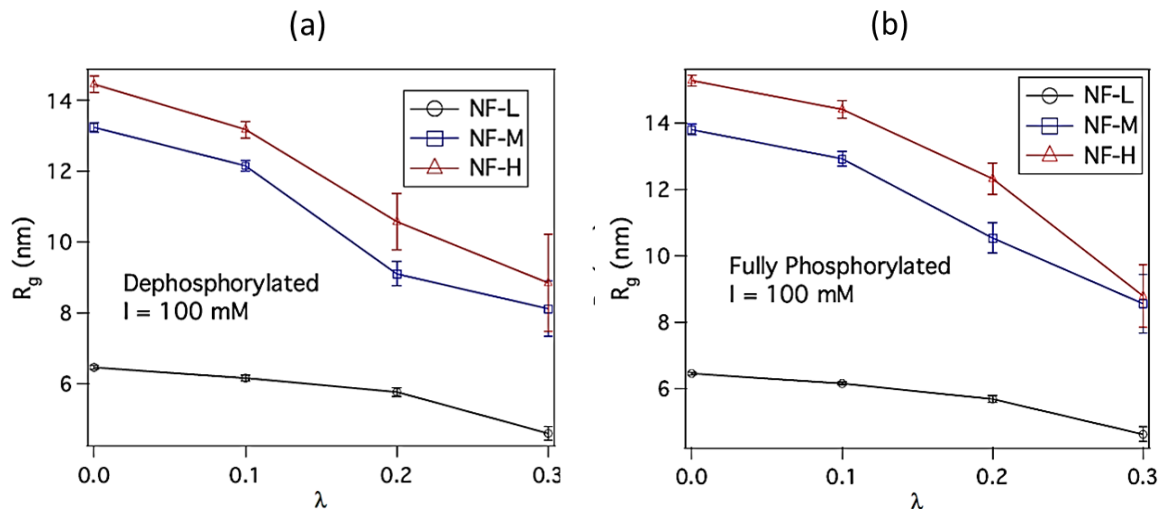 (a)
(b)
14
12
10
8
6
R_g (nm)
NF-L
NF-M
NF-H
Dephosphorylated
I = 100 mM
0.0
0.1
0.2
0.3
λ
14
12
10
8
6
R_g (nm)
NF-L
NF-M
NF-H
Fully Phosphorylated
I = 100 mM
0.0
0.1
0.2
0.3
λ